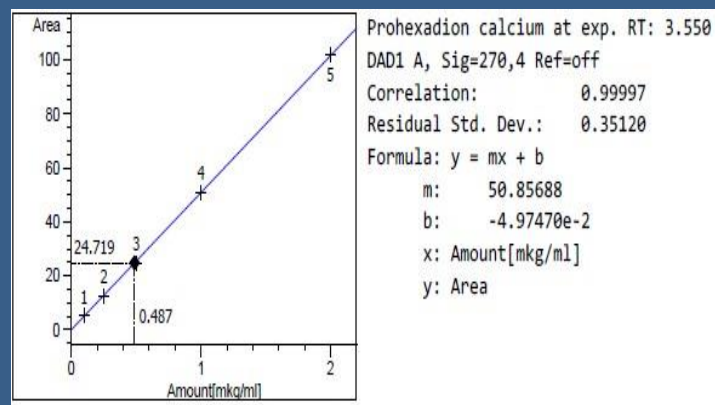 Area
100
80
60
40
20
0
24.719
0.487
1
2
3
4
5
0
1
2
Amount[mkg/ml]
Prohexadion calcium at exp. RT: 3.550
DAD1 A, Sig=270,4 Ref=off
Correlation: 0.99997
Residual Std. Dev.: 0.35120
Formula: y = mx + b
m: 50.85688
b: -4.97470e-2
x: Amount[mkg/ml]
y: Area